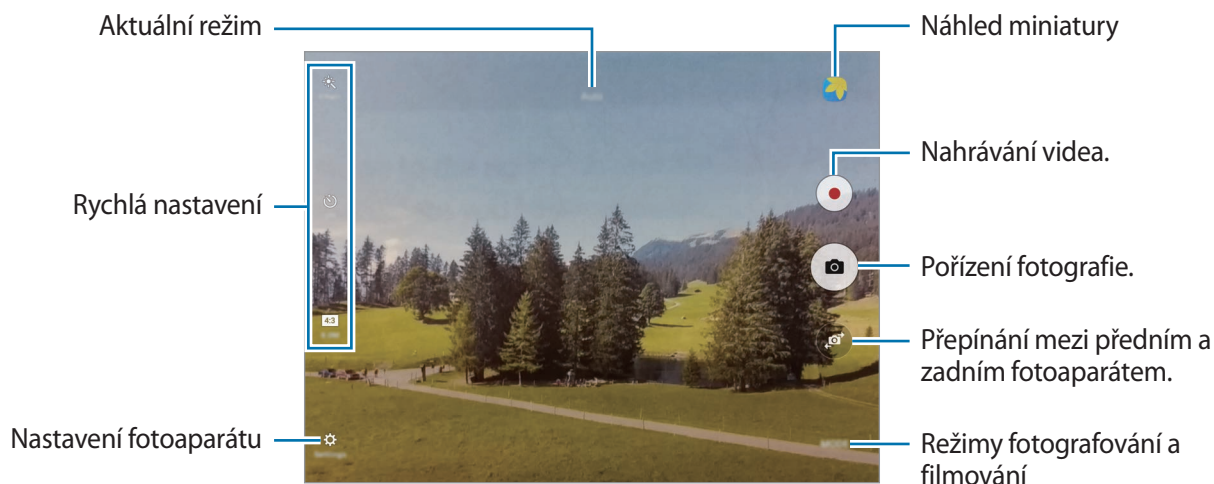 Aktuální režim
Náhled miniatury
Nahrávání videa.
Rychlá nastavení
Pořízení fotografie.
4:3
Přepínání mezi předním a
zadním fotoaparátem.
Nastavení fotoaparátu
Settings
Režimy fotografování a
filmování